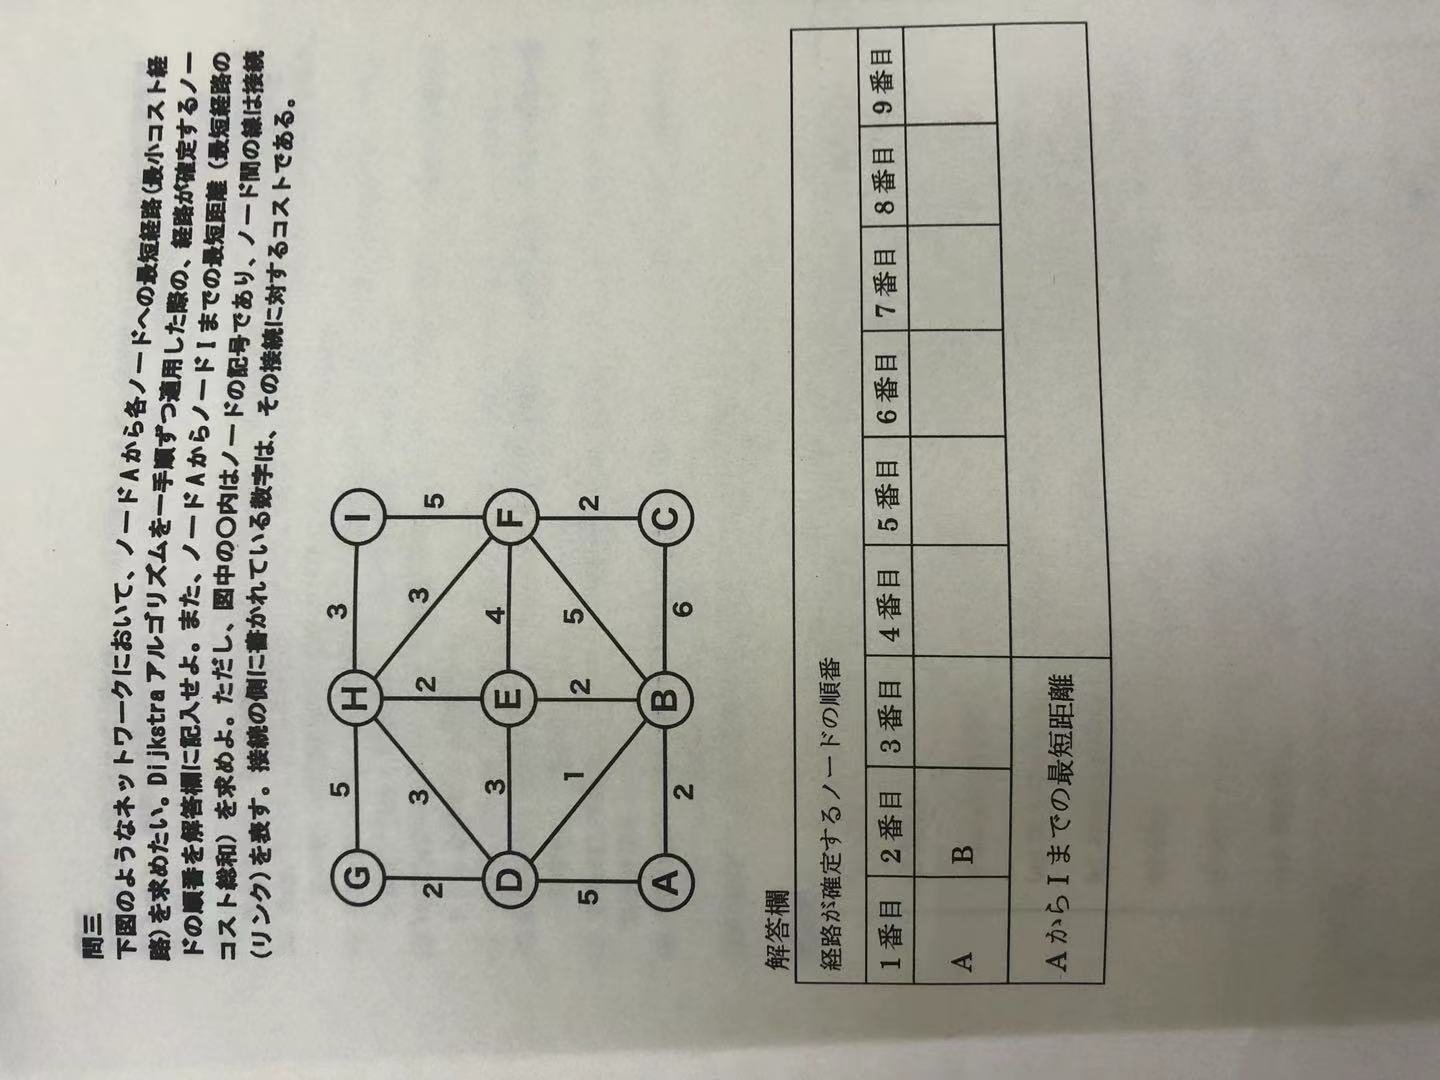 問三
下図のようなネットワークにおいて、ノードAから各ノードへの最短経路(最小コスト経
路)を求めたい。Dijkstra アルゴリズムを一手順ずつ適用した際の、経路が確定するノー
ドの順番を解答欄に記入せよ。また、ノードAからノードIまでの最短距離(最短経路の
コスト総和)を求めよ。ただし、図中の〇内はノードの記号であり、ノード間の線は接続
(リンク)を表す。接続の側に書かれている数字は、その接続に対するコストである。
G 5 H 3 I
2 3 2 3 5
D 3 E 4 F
5 1 2 5 2
A 2 B 6 C
解答欄
経路が確定するノードの順番
1番目 2番目 3番目 4番目 5番目 6番目 7番目 8番目 9番目
A B
AからIまでの最短距離